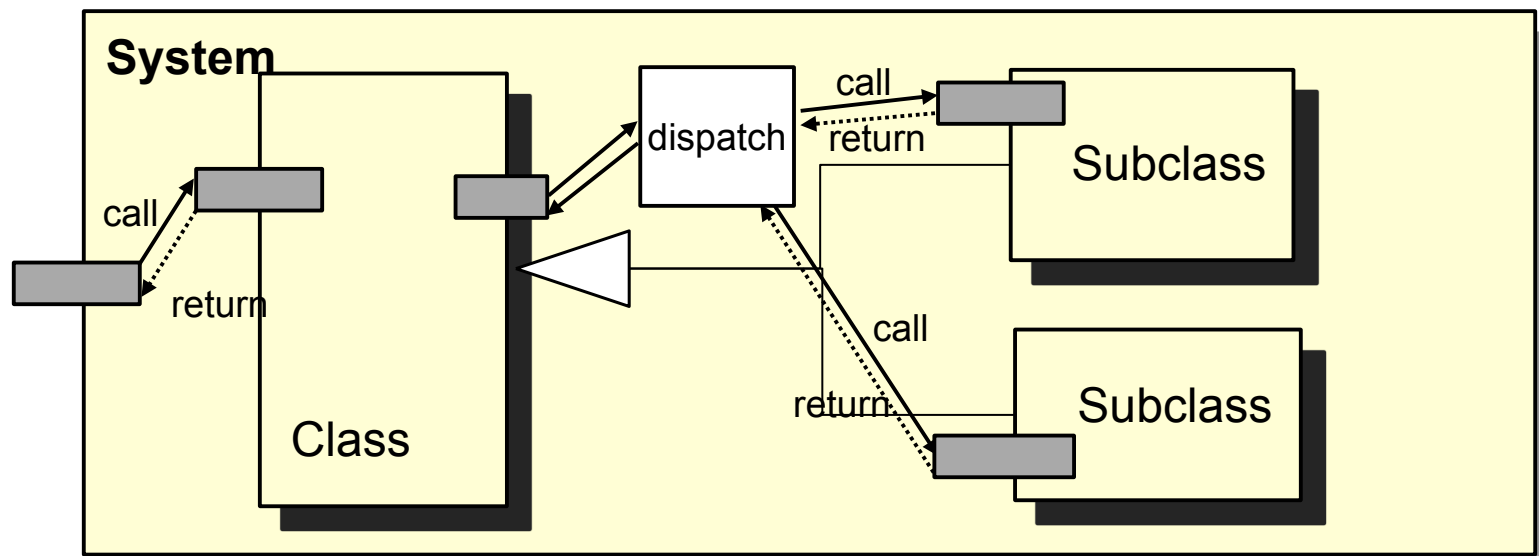 System
call
return
Class
dispatch
call
return
Subclass
call
return
Subclass